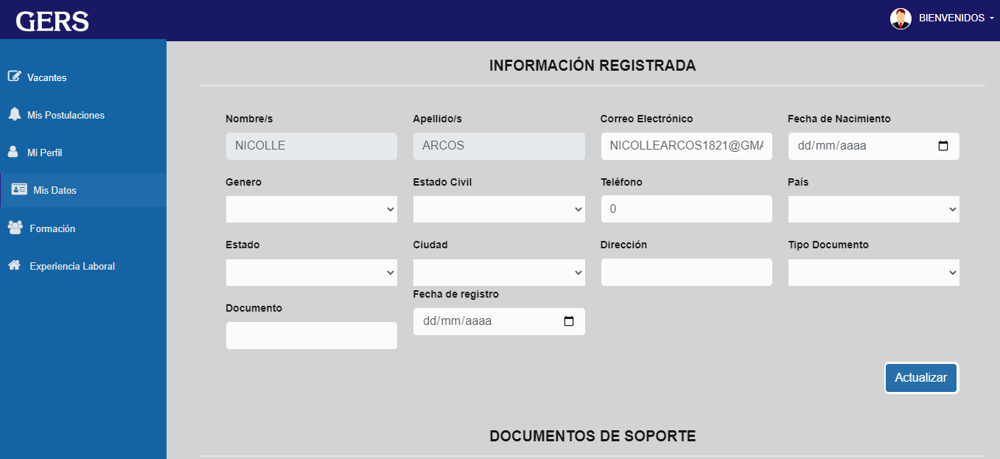 GERS
BIENVENIDOS
Vacantes
Mis Postulaciones
Mi Perfil
Mis Datos
Formación
Experiencia Laboral
INFORMACIÓN REGISTRADA
Nombre/s Apellido/s Correo Electrónico Fecha de Nacimiento
NICOLLE ARCOS NICOLLEARCOS1821@GMA dd/mm/aaaa
Genero Estado Civil Teléfono País
0
Estado Ciudad Dirección Tipo Documento
Documento Fecha de registro
dd/mm/aaaa
Actualizar
DOCUMENTOS DE SOPORTE